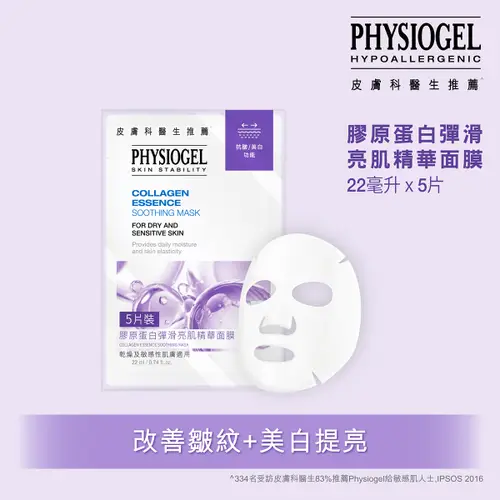 PHYSIOGEL
HYPOALLERGENIC
皮膚科醫生推薦^
膠原蛋白彈滑
亮肌精華面膜
22毫升 x 5片
皮膚科醫生推薦^
PHYSIOGEL
SKIN STABILITY
抗皺/美白
功能
COLLAGEN
ESSENCE
SOOTHING MASK
FOR DRY AND
SENSITIVE SKIN
Provides daily moisture
and skin elasticity
5片裝
膠原蛋白彈滑亮肌精華面膜
COLLAGEN ESSENCE SOOTHING MASK
乾燥及敏感性肌膚適用
22 ml / 0.74 fl.oz.
改善皺紋+美白提亮
^334名受訪皮膚科醫生63%推薦Physiogel給敏感肌人士,IPSOS 2016